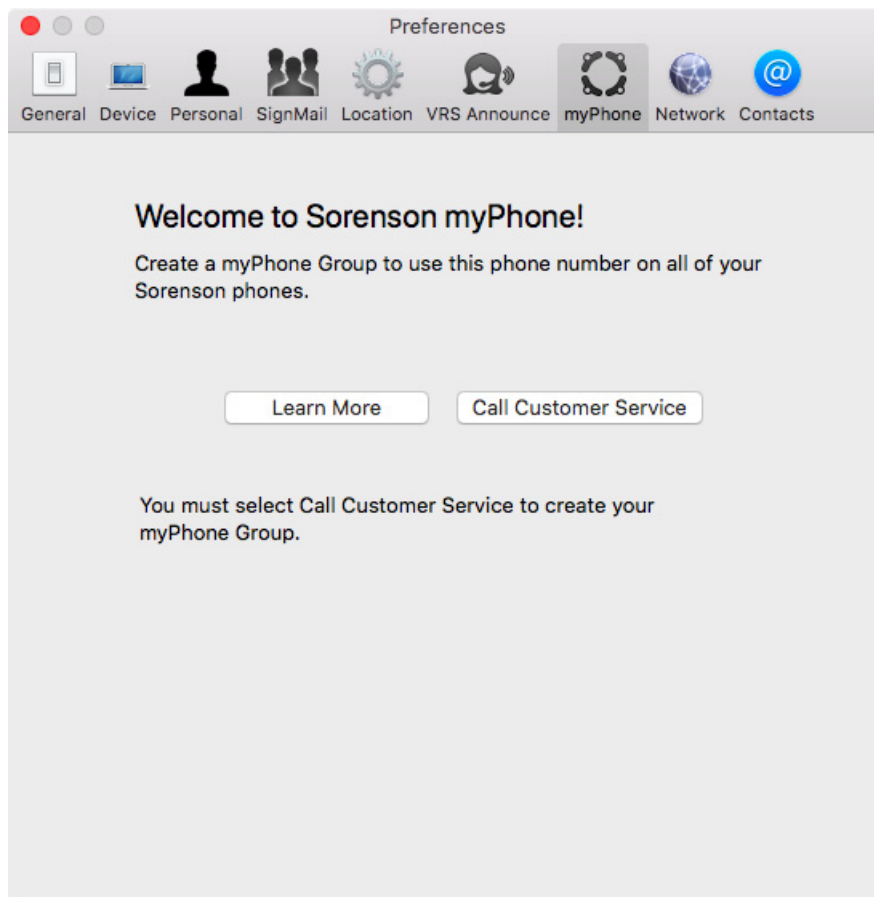 Preferences
General Device Personal SignMail Location VRS Announce myPhone Network Contacts
Welcome to Sorenson myPhone!
Create a myPhone Group to use this phone number on all of your
Sorenson phones.
Learn More Call Customer Service
You must select Call Customer Service to create your
myPhone Group.